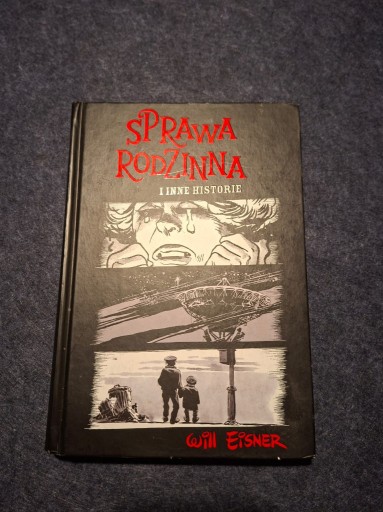 SPRAWA
RODZINNA
I INNE HISTORIE
Will EISNER